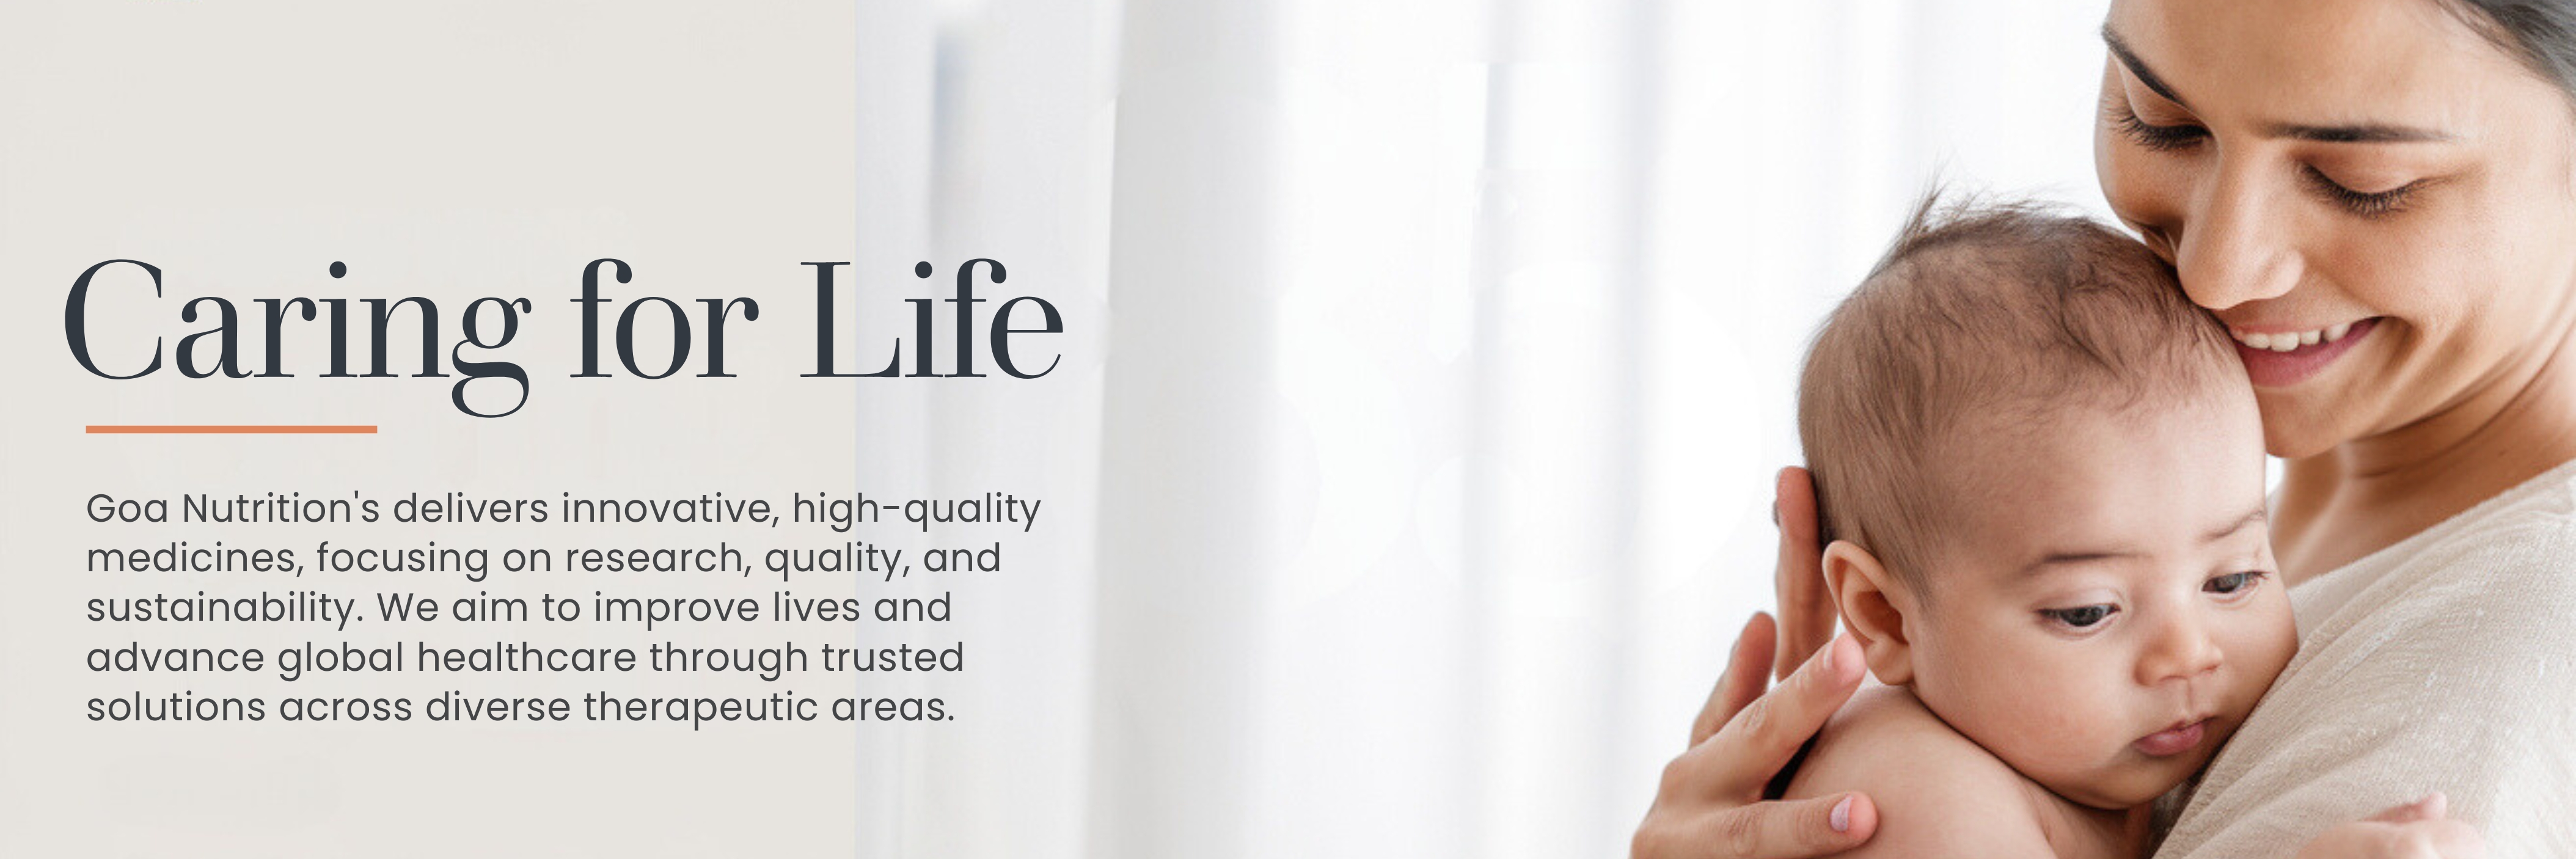 Caring for Life
Goa Nutrition's delivers innovative, high-quality
medicines, focusing on research, quality, and
sustainability. We aim to improve lives and
advance global healthcare through trusted
solutions across diverse therapeutic areas.